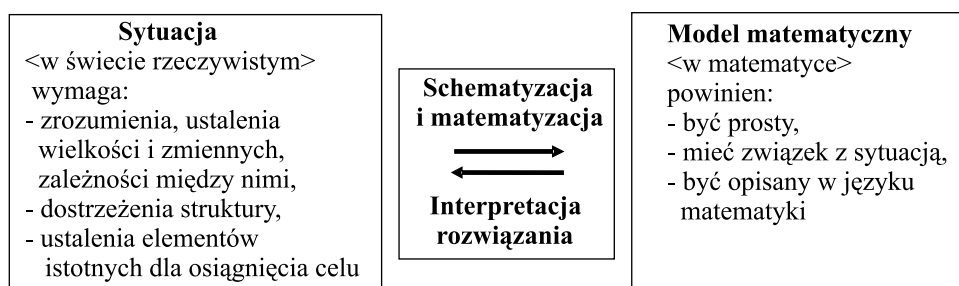 Sytuacja
<w świecie rzeczywistym>
wymaga:
- zrozumienia, ustalenia
wielkości i zmiennych,
zależności między nimi,
- dostrzeżenia struktury,
- ustalenia elementów
istotnych dla osiągnięcia celu
Schematyzacja
i matematyzacja
Interpretacja
rozwiązania
Model matematyczny
<w matematyce>
powinien:
- być prosty,
- mieć związek z sytuacją,
- być opisany w języku
matematyki